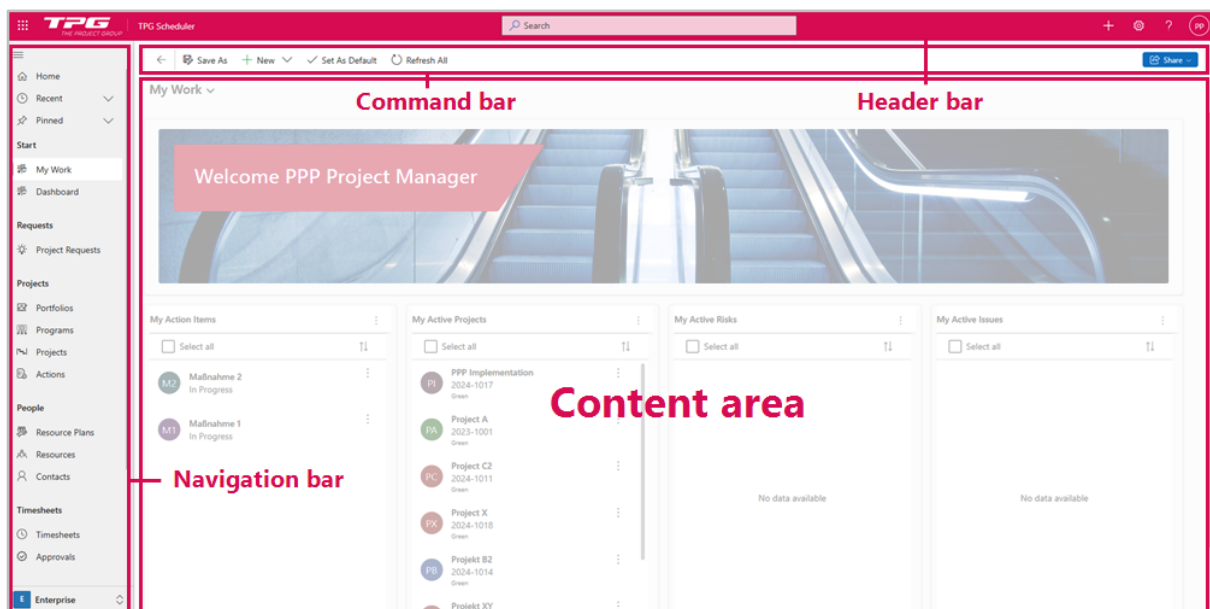 TPG
THE PROJECT GROUP
TPG Scheduler
Search
PP
Save As
New
Set As Default
Refresh All
Share
Command bar
Header bar
Home
Recent
Pinned
Start
My Work
Dashboard
Requests
Project Requests
Projects
Portfolios
Programs
Projects
Actions
People
Resource Plans
Resources
Contacts
Timesheets
Timesheets
Approvals
E Enterprise
Navigation bar
My Work
Welcome PPP Project Manager
Content area
My Action Items
Select all
M2 Maßnahme 2
In Progress
M1 Maßnahme 1
In Progress
My Active Projects
Select all
PI PPP Implementation
2024-1017
Green
PA Project A
2023-1001
Green
PC Project C2
2024-1011
Green
PX Project X
2024-1018
Green
PB Projekt B2
2024-1014
Green
Projekt XY
My Active Risks
Select all
No data available
My Active Issues
Select all
No data available